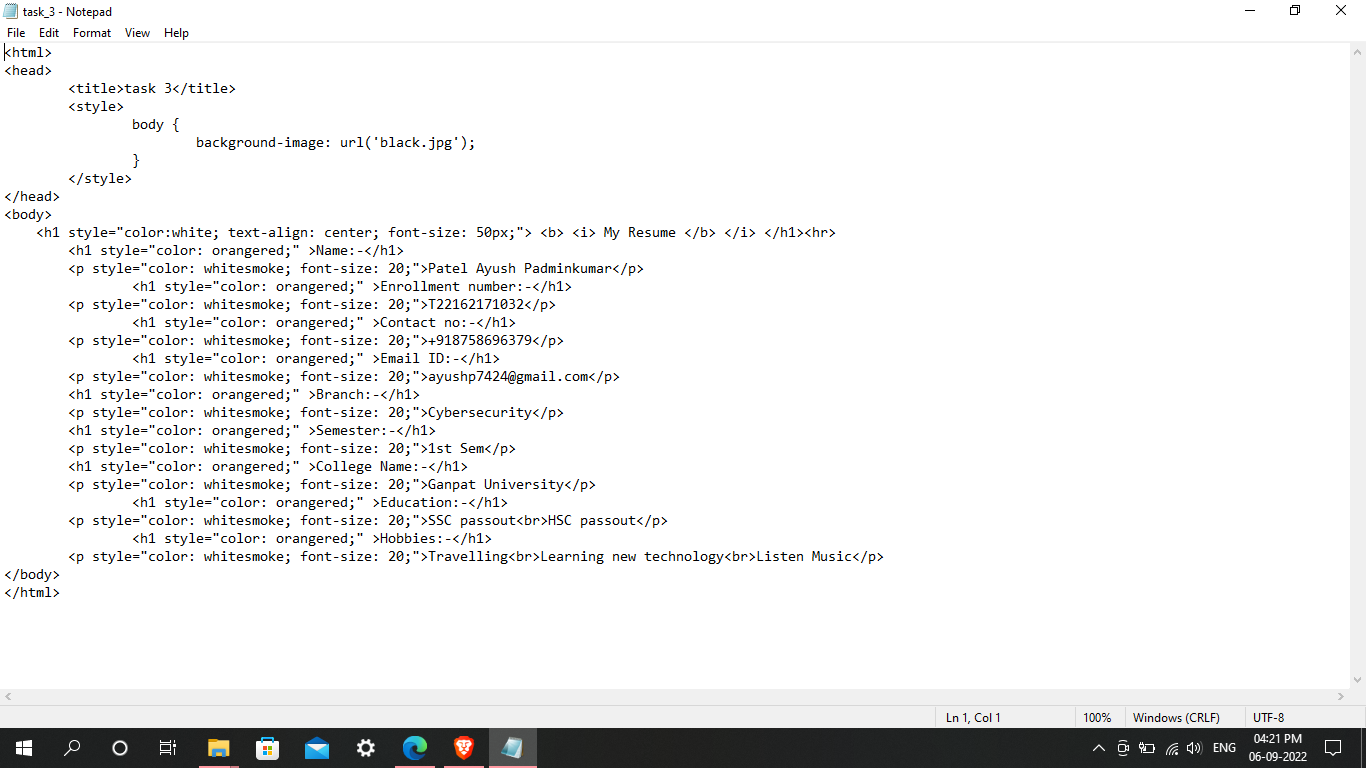 task_3 - Notepad
File Edit Format View Help
<html>
<head>
<title>task 3</title>
<style>
body {
background-image: url('black.jpg');
}
</style>
</head>
<body>
<h1 style="color:white; text-align: center; font-size: 50px;"> <b> <i> My Resume </b> </i> </h1><hr>
<h1 style="color: orangered;" >Name:-</h1>
<p style="color: whitesmoke; font-size: 20;">Patel Ayush Padminkumar</p>
<h1 style="color: orangered;" >Enrollment number:-</h1>
<p style="color: whitesmoke; font-size: 20;">T22162171032</p>
<h1 style="color: orangered;" >Contact no:-</h1>
<p style="color: whitesmoke; font-size: 20;">+918758696379</p>
<h1 style="color: orangered;" >Email ID:-</h1>
<p style="color: whitesmoke; font-size: 20;">ayushp7424@gmail.com</p>
<h1 style="color: orangered;" >Branch:-</h1>
<p style="color: whitesmoke; font-size: 20;">Cybersecurity</p>
<h1 style="color: orangered;" >Semester:-</h1>
<p style="color: whitesmoke; font-size: 20;">1st Sem</p>
<h1 style="color: orangered;" >College Name:-</h1>
<p style="color: whitesmoke; font-size: 20;">Ganpat University</p>
<h1 style="color: orangered;" >Education:-</h1>
<p style="color: whitesmoke; font-size: 20;">SSC passout<br>HSC passout</p>
<h1 style="color: orangered;" >Hobbies:-</h1>
<p style="color: whitesmoke; font-size: 20;">Travelling<br>Learning new technology<br>Listen Music</p>
</body>
</html>
Ln 1, Col 1 100% Windows (CRLF) UTF-8
ENG 04:21 PM
06-09-2022